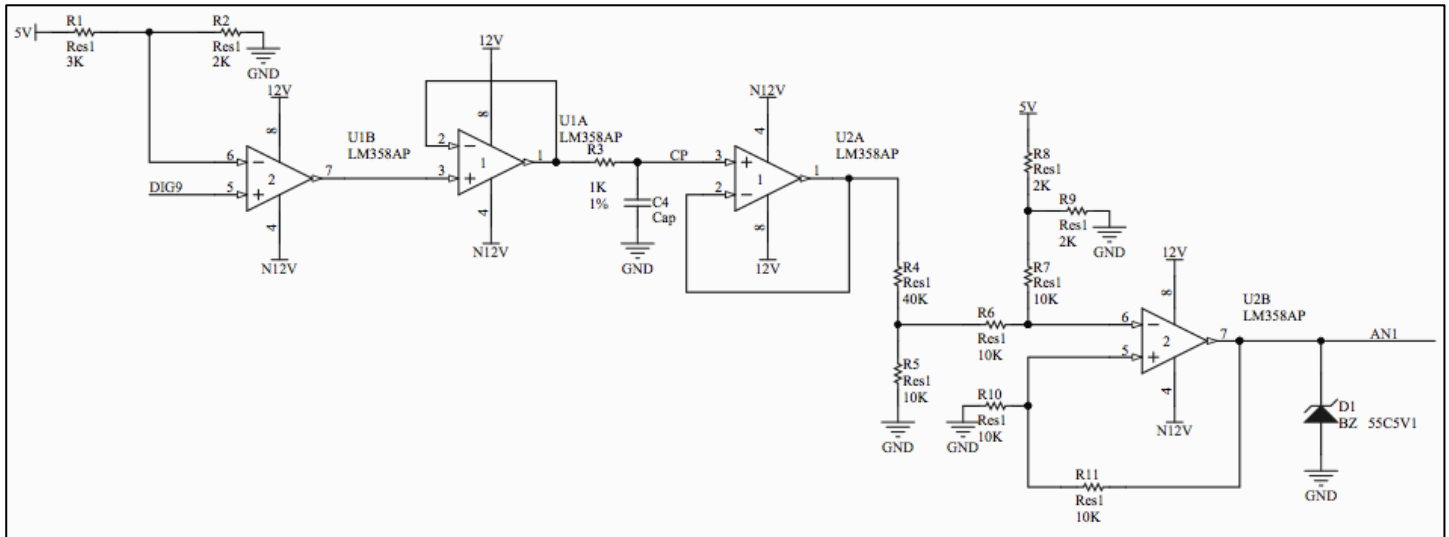 5V
R1
Res1
3K
R2
Res1
2K
GND
12V
8
6
2
5
7
4
N12V
DIG9
U1B
LM358AP
12V
8
2
1
3
1
4
N12V
U1A
LM358AP
R3
1K
1%
C4
Cap
GND
CP
N12V
4
3
1
2
1
8
12V
U2A
LM358AP
R4
Res1
40K
R5
Res1
10K
GND
R6
Res1
10K
5V
R8
Res1
2K
R9
Res1
2K
GND
R7
Res1
10K
12V
8
6
2
5
7
4
N12V
U2B
LM358AP
AN1
GND
R10
Res1
10K
R11
Res1
10K
D1
BZ 55C5V1
GND